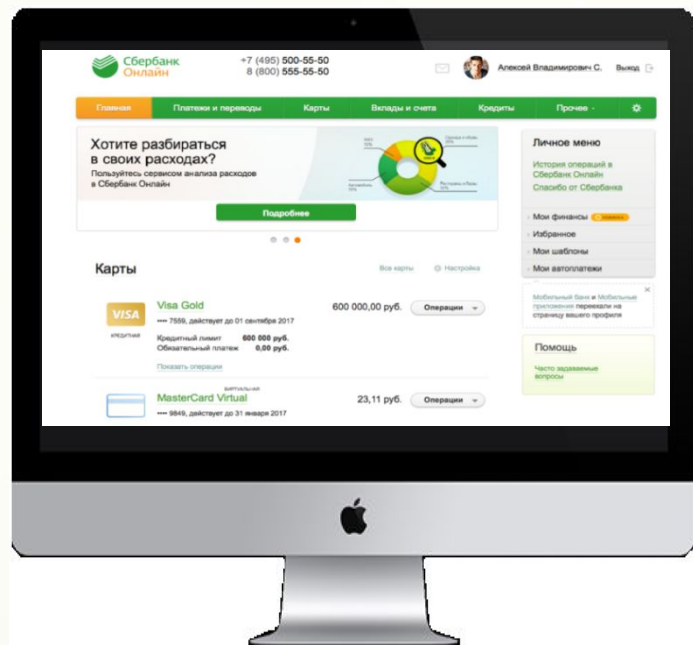 Сбербанк
Онлайн
+7 (495) 500-55-50
8 (800) 555-55-50
Алексей Владимирович С.
Выход
Главная
Платежи и переводы
Карты
Вклады и счета
Кредиты
Прочее
Хотите разбираться
в своих расходах?
Пользуйтесь сервисом анализа расходов
в Сбербанк Онлайн
Подробнее
Личное меню
История операций в
Сбербанк Онлайн
Спасибо от Сбербанка
Мои финансы
Избранное
Мои шаблоны
Мои автоплатежи
Карты
Все карты
Настройка
VISA
КРЕДИТНАЯ
Visa Gold
600 000,00 руб.
Операции
•••• 7559, действует до 01 сентября 2017
Кредитный лимит 600 000 руб.
Обязательный платеж 0,00 руб.
Показать операции
ВИРТУАЛЬНАЯ
MasterCard Virtual
23,11 руб.
Операции
•••• 9849, действует до 31 января 2017
Мобильный банк и Мобильные
приложения переехали на
страницу вашего профиля
Помощь
Часто задаваемые
вопросы